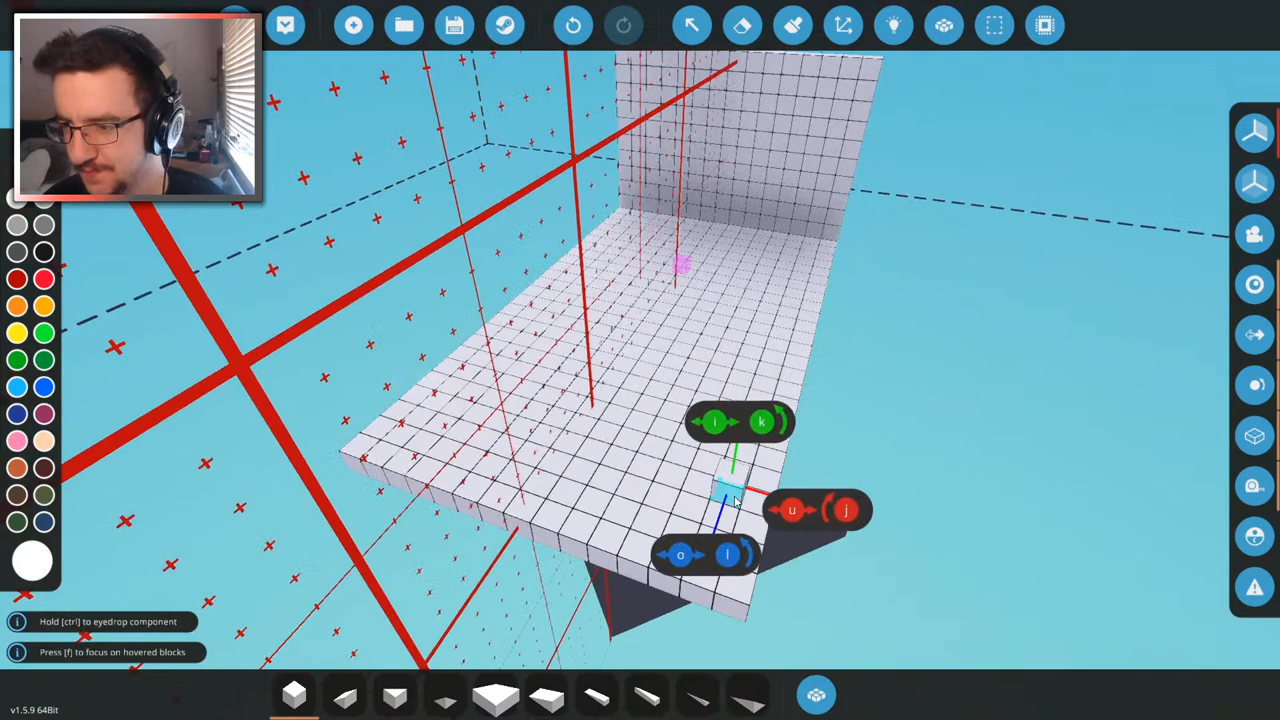 i k
u j
o l
Hold [ctrl] to eyedrop component
Press [f] to focus on hovered blocks
v1.5.9 64Bit